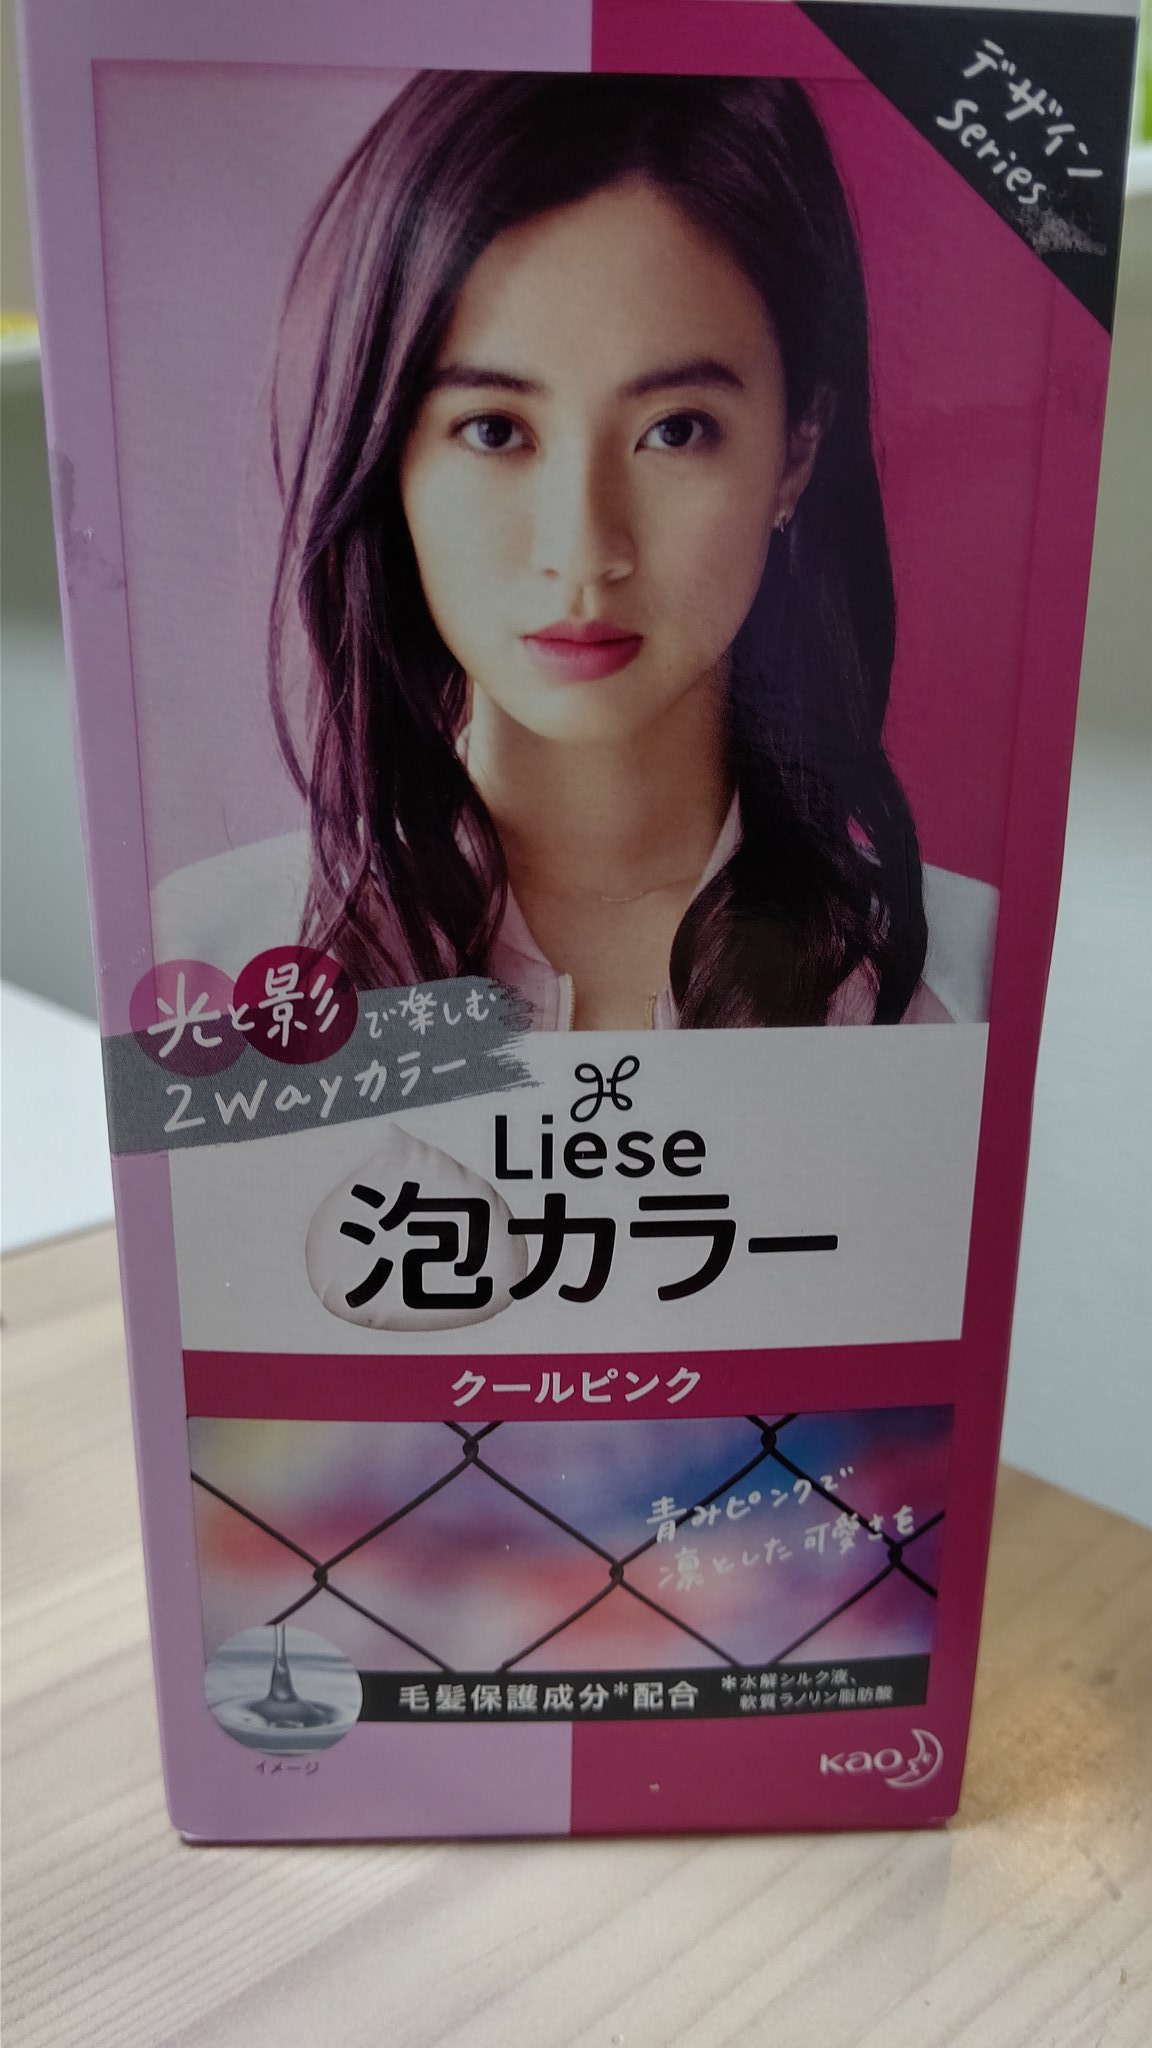 デザイン
Series
光と影で楽しむ
2wayカラー
Liese
泡カラー
クールピンク
青みピンクで
凛とした可愛さを
毛髪保護成分*配合
*水解シルク液、
軟質ラノリン脂肪酸
イメージ
Kao